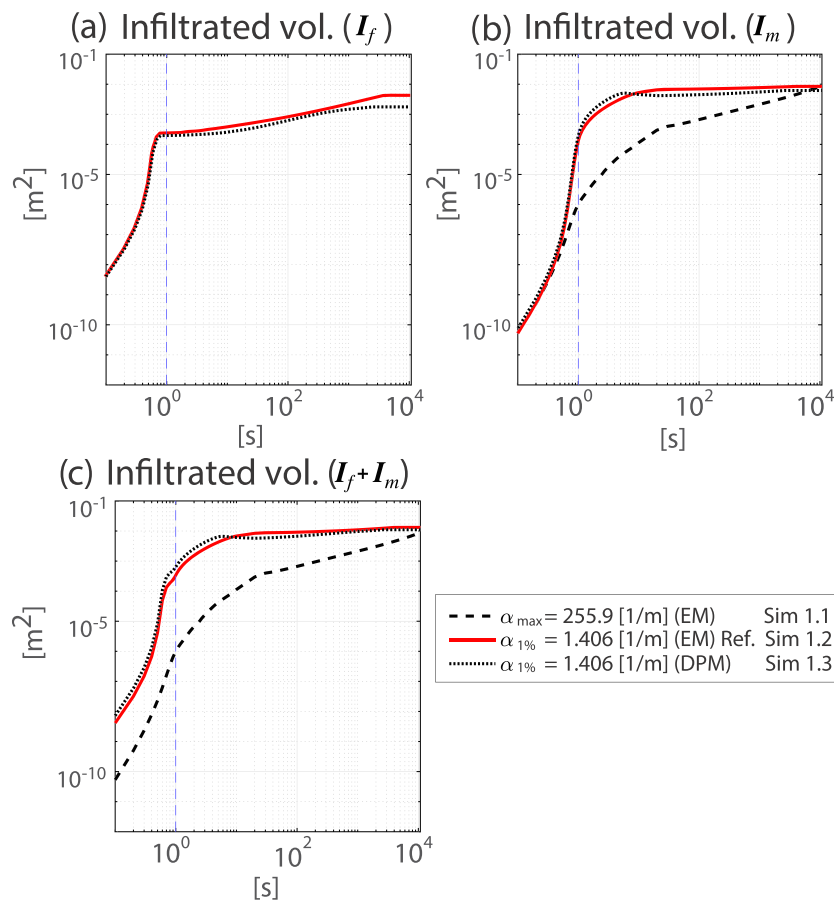 (a) Infiltrated vol. (I_f)
10^-1
10^-5
10^-10
[m^2]
10^0
10^2
10^4
[s]
(b) Infiltrated vol. (I_m)
10^-1
10^-5
10^-10
[m^2]
10^0
10^2
10^4
[s]
(c) Infiltrated vol. (I_f+I_m)
10^-1
10^-5
10^-10
[m^2]
10^0
10^2
10^4
[s]
α_max = 255.9 [1/m] (EM) Sim 1.1
α_1% = 1.406 [1/m] (EM) Ref. Sim 1.2
α_1% = 1.406 [1/m] (DPM) Sim 1.3